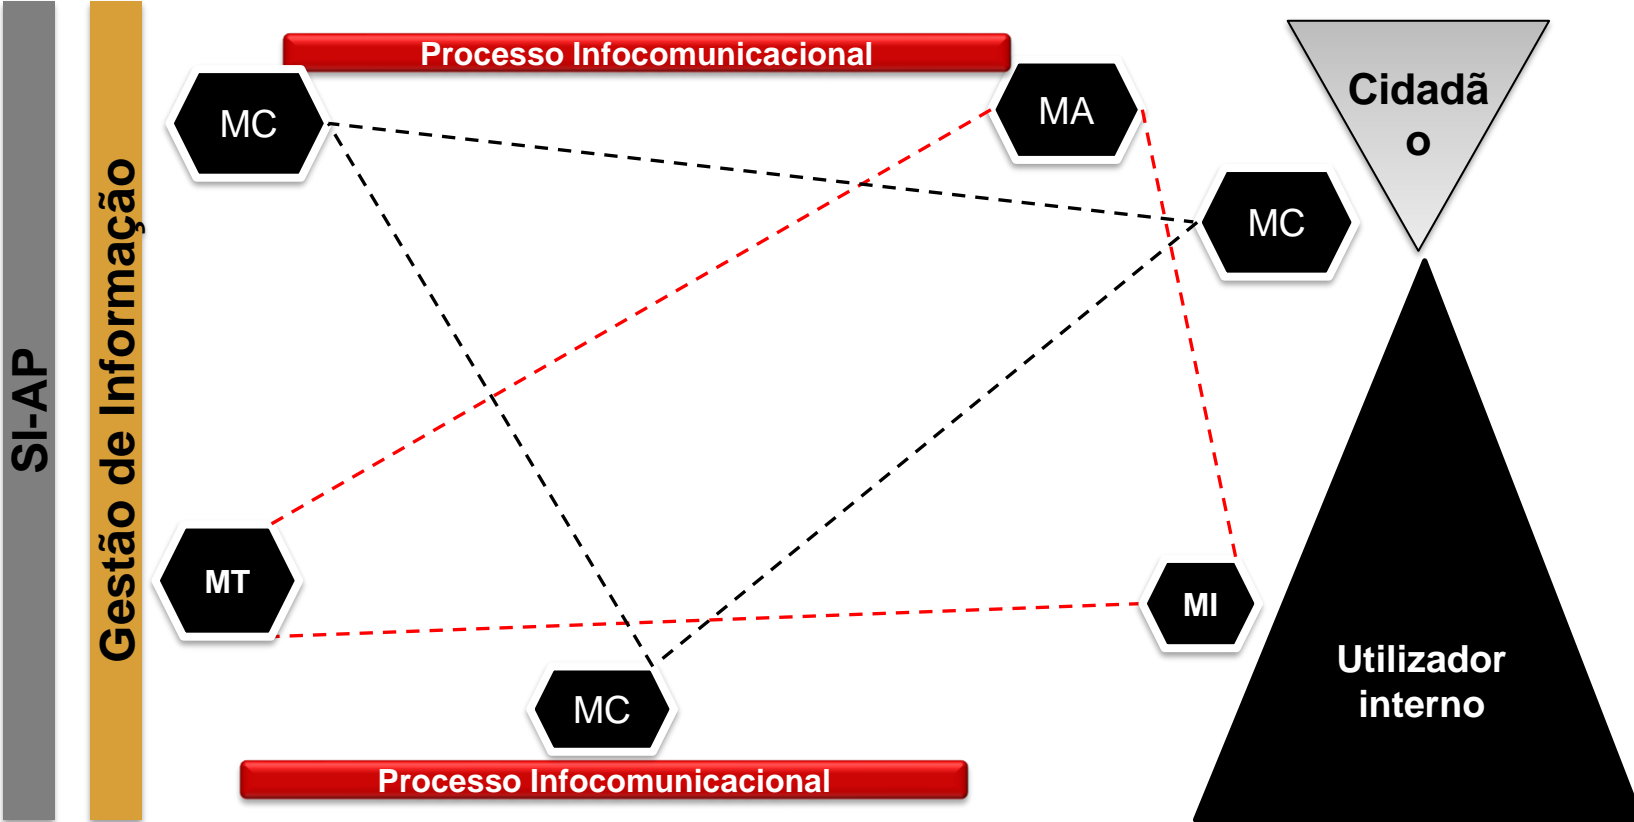 SI-AP
Gestão de Informação
Processo Infocomunicacional
MC
MA
MC
Cidadã
o
MT
MI
MC
Utilizador
interno
Processo Infocomunicacional